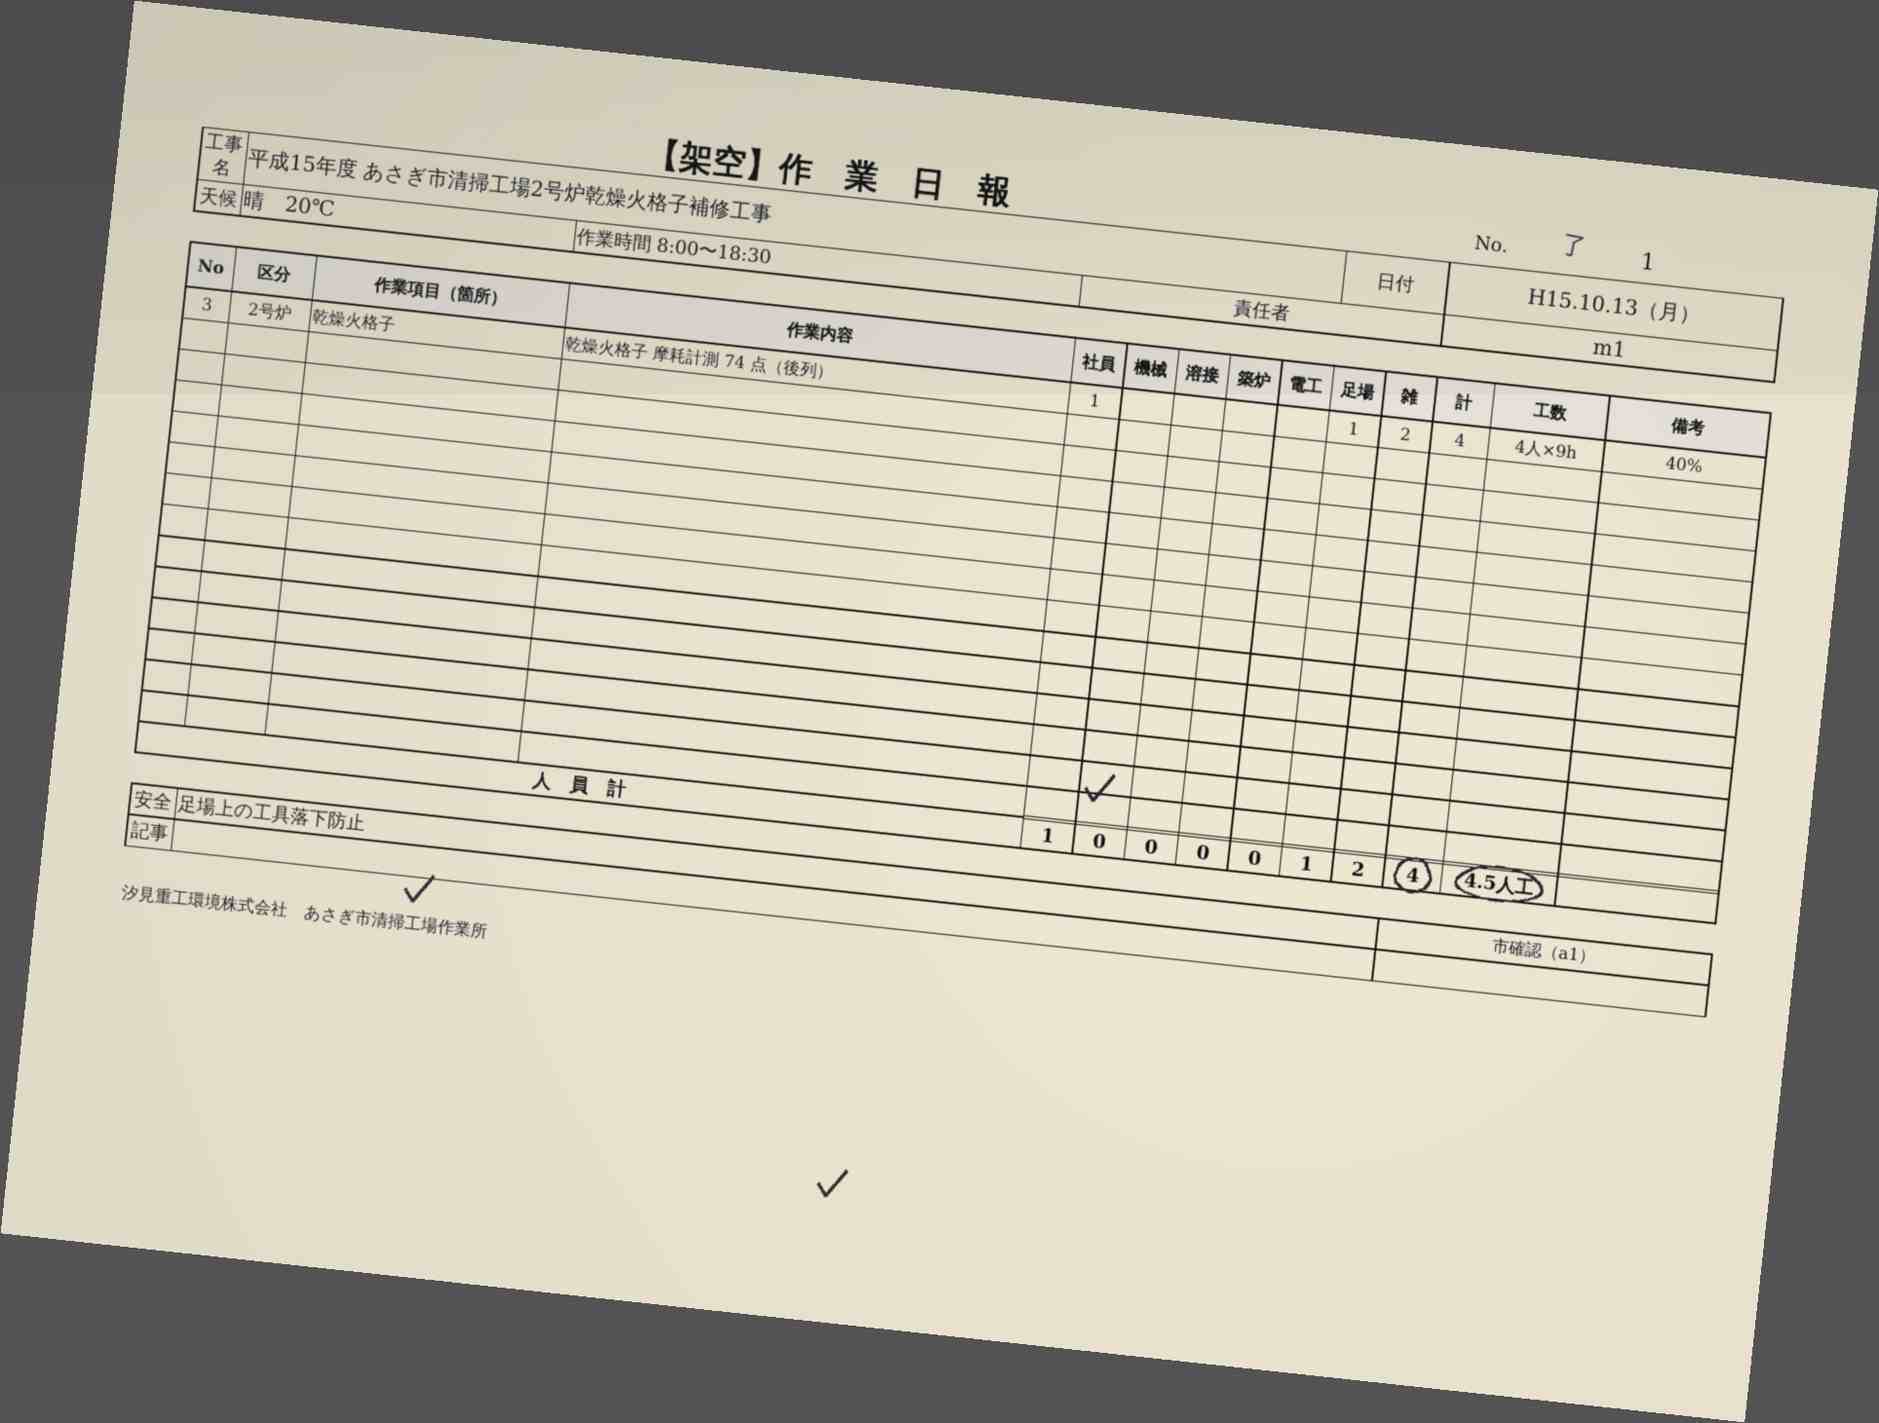 【架空】作　業　日　報
No.　了　1
工事名 平成15年度 あさぎ市清掃工場2号炉乾燥火格子補修工事 日付 H15.10.13（月）
天候 晴　20℃ 作業時間 8:00〜18:30 責任者 m1
No 区分 作業項目（箇所） 作業内容 社員 機械 溶接 築炉 電工 足場 雑 計 工数 備考
3 2号炉 乾燥火格子 乾燥火格子 摩耗計測 74 点（後列） 1 1 2 4 4人×9h 40%
人　員　計 1 0 0 0 0 1 2 4 4.5人工
安全 足場上の工具落下防止 市確認（a1）
記事
汐見重工環境株式会社　あさぎ市清掃工場作業所